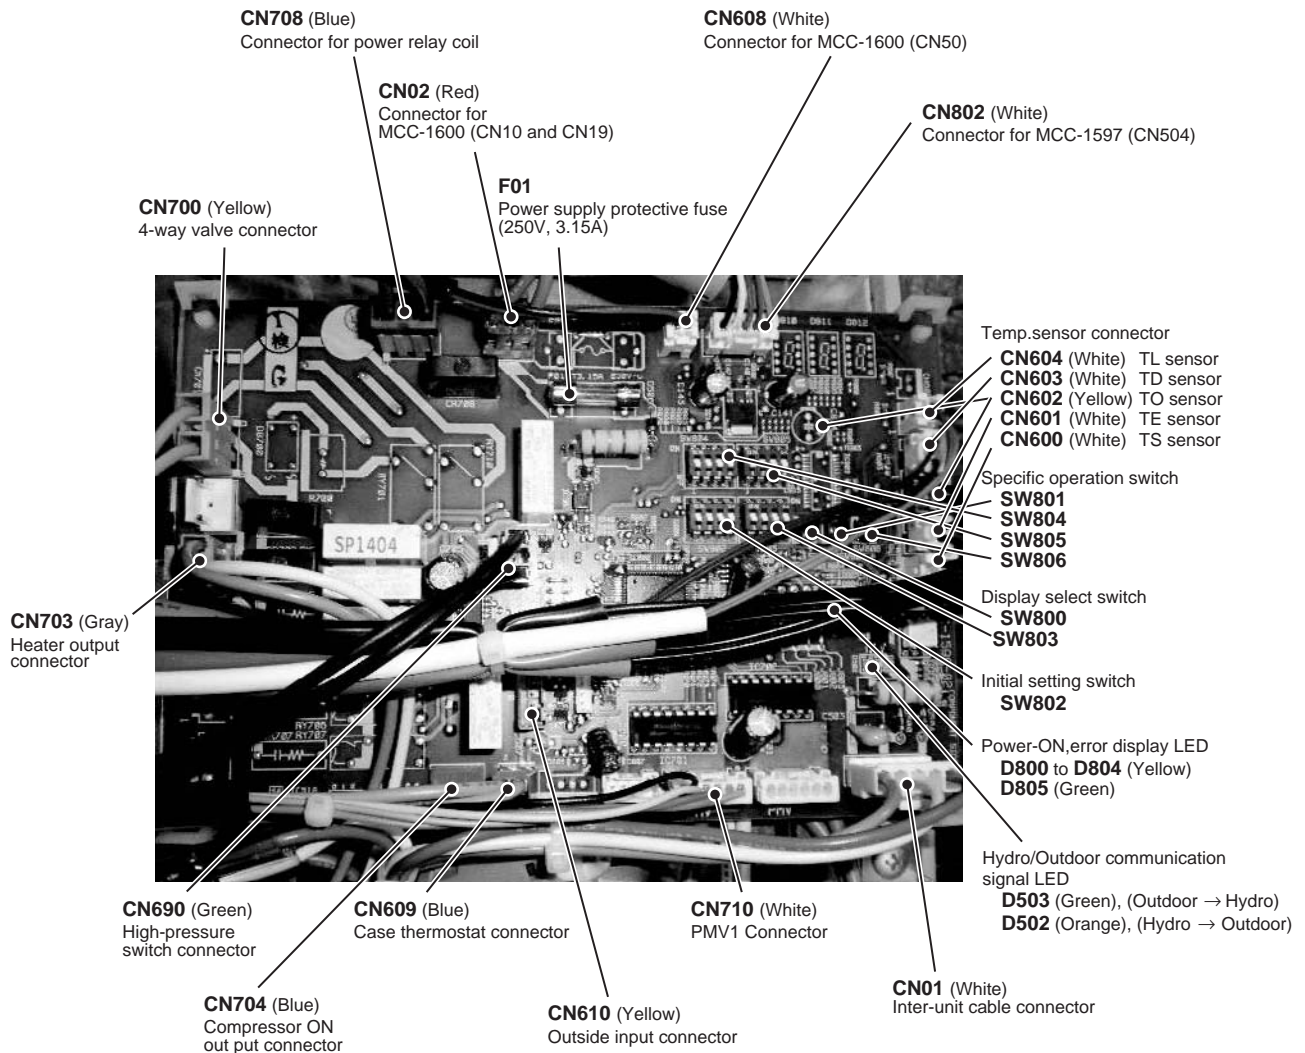 CN708 (Blue)
Connector for power relay coil
CN608 (White)
Connector for MCC-1600 (CN50)
CN02 (Red)
Connector for
MCC-1600 (CN10 and CN19)
CN802 (White)
Connector for MCC-1597 (CN504)
F01
Power supply protective fuse
(250V, 3.15A)
CN700 (Yellow)
4-way valve connector
Temp.sensor connector
CN604 (White) TL sensor
CN603 (White) TD sensor
CN602 (Yellow) TO sensor
CN601 (White) TE sensor
CN600 (White) TS sensor
Specific operation switch
SW801
SW804
SW805
SW806
SP1404
CN703 (Gray)
Heater output
connector
Display select switch
SW800
SW803
Initial setting switch
SW802
Power-ON,error display LED
D800 to D804 (Yellow)
D805 (Green)
Hydro/Outdoor communication
signal LED
D503 (Green), (Outdoor → Hydro)
D502 (Orange), (Hydro → Outdoor)
CN690 (Green)
High-pressure
switch connector
CN609 (Blue)
Case thermostat connector
CN710 (White)
PMV1 Connector
CN704 (Blue)
Compressor ON
out put connector
CN610 (Yellow)
Outside input connector
CN01 (White)
Inter-unit cable connector